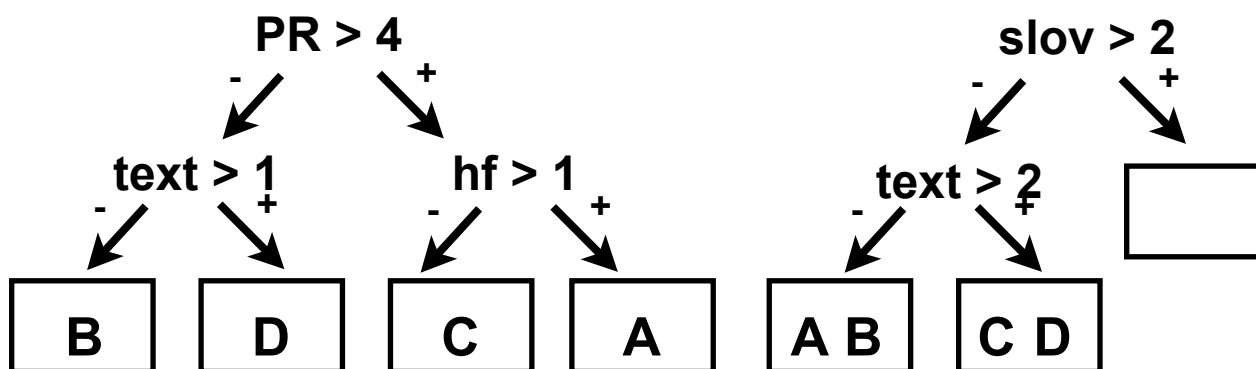 PR > 4
- +
text > 1
- +
B
D
hf > 1
- +
C
A
slov > 2
- +
text > 2
- +
A B
C D